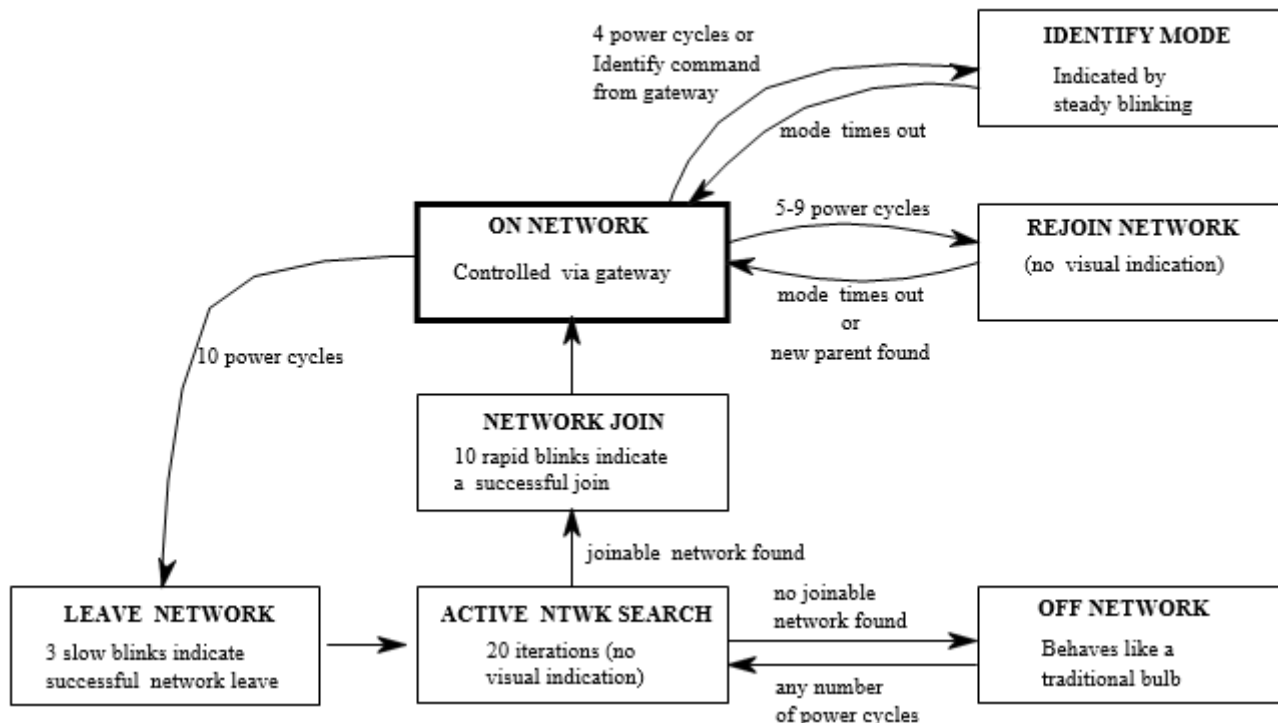 4 power cycles or
Identify command
from gateway
IDENTIFY MODE
Indicated by
steady blinking
mode times out
ON NETWORK
Controlled via gateway
5-9 power cycles
REJOIN NETWORK
(no visual indication)
mode times out
or
new parent found
10 power cycles
NETWORK JOIN
10 rapid blinks indicate
a successful join
joinable network found
LEAVE NETWORK
3 slow blinks indicate
successful network leave
ACTIVE NTWK SEARCH
20 iterations (no
visual indication)
no joinable
network found
OFF NETWORK
Behaves like a
traditional bulb
any number
of power cycles